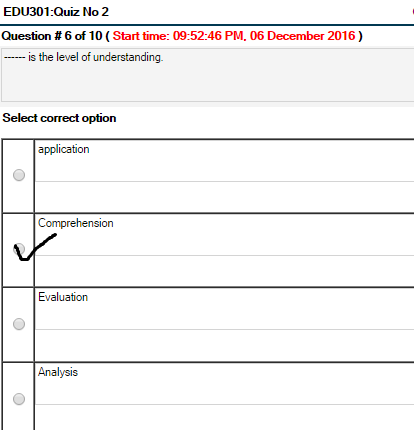 EDU301:Quiz No 2
Question # 6 of 10 ( Start time: 09:52:46 PM, 06 December 2016 )
------ is the level of understanding.
Select correct option
application
Comprehension
Evaluation
Analysis